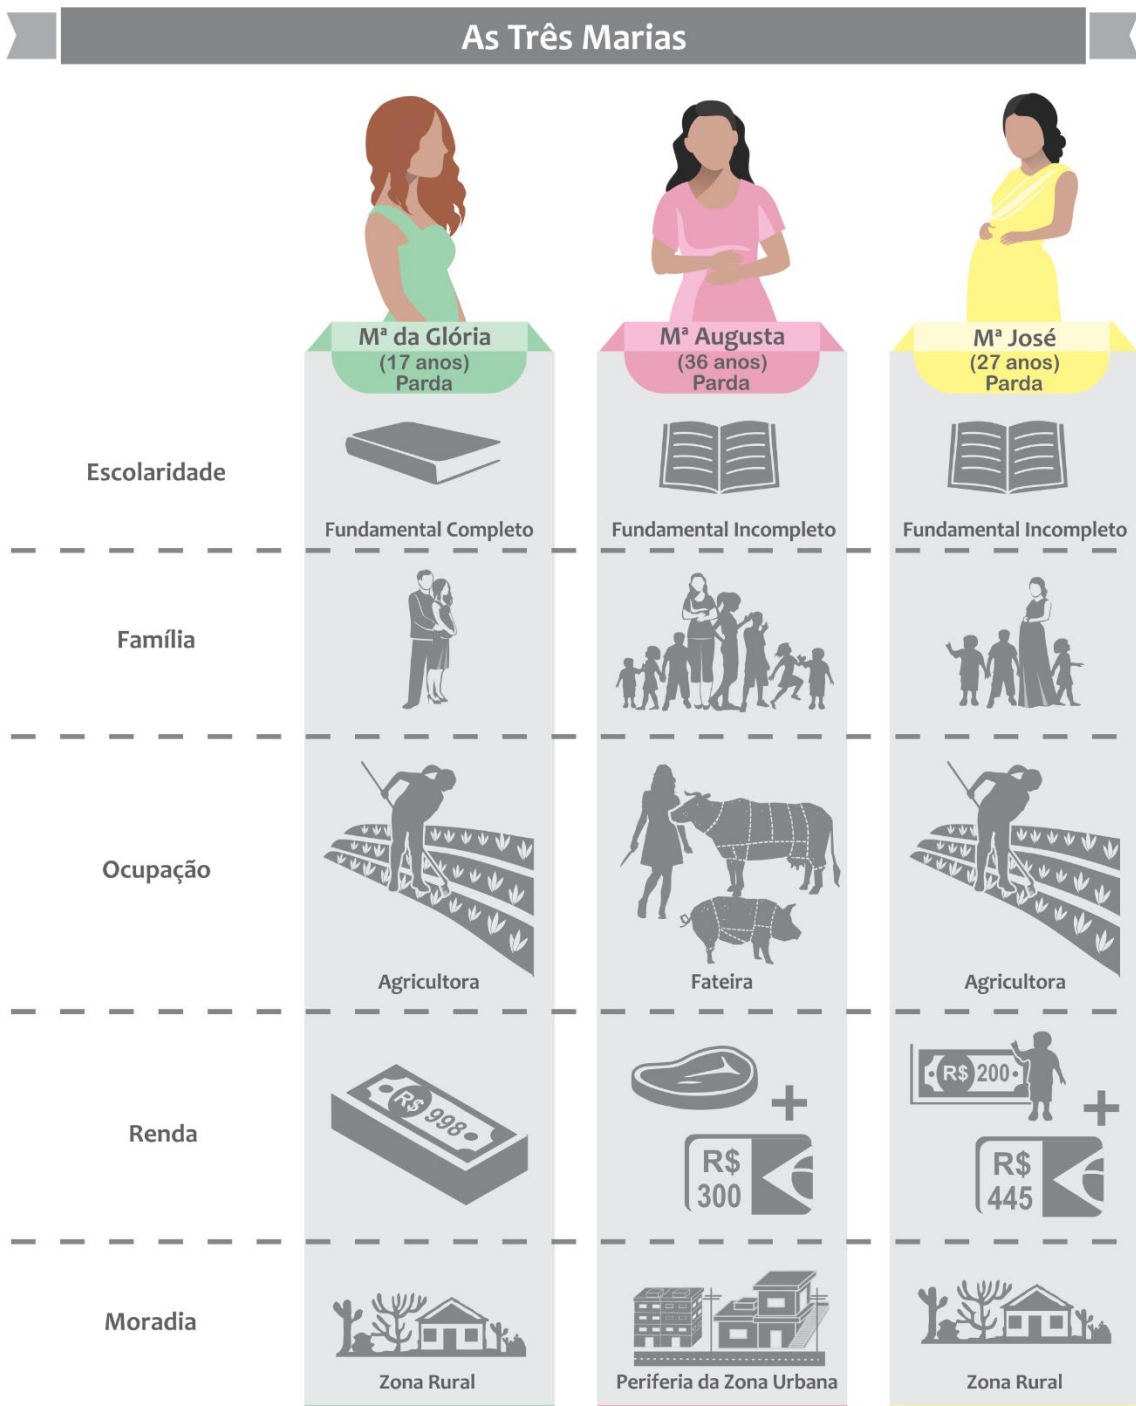 As Três Marias
Mª da Glória
(17 anos)
Parda
Mª Augusta
(36 anos)
Parda
Mª José
(27 anos)
Parda
Escolaridade
Fundamental Completo
Fundamental Incompleto
Fundamental Incompleto
Família
Ocupação
Agricultora
Fateira
Agricultora
Renda
R$ 998
R$
300
R$ 200
R$
445
Moradia
Zona Rural
Periferia da Zona Urbana
Zona Rural